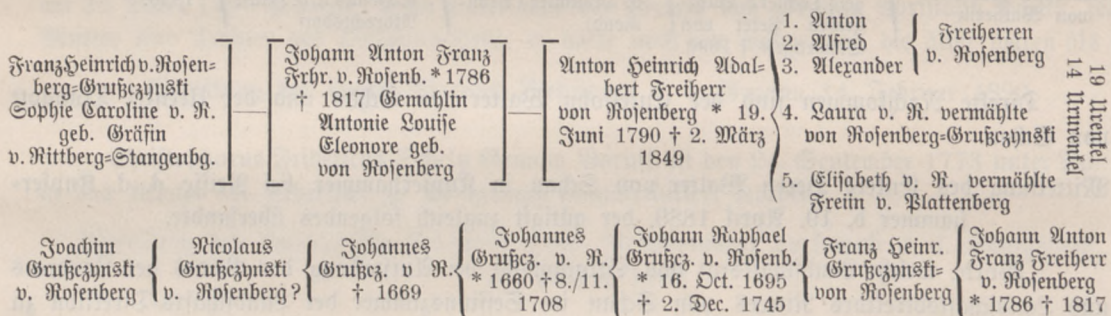 Franz Heinrich v. Rosen-
berg-Grußczynski
Sophie Caroline v. R.
geb. Gräfin
v. Rittberg-Stangenbg.
Johann Anton Franz
Frhr. v. Rosenb. * 1786
† 1817 Gemahlin
Antonie Louise
Eleonore geb.
von Rosenberg
Anton Heinrich Adal-
bert Freiherr
von Rosenberg * 19.
Juni 1790 † 2. März
1849
1. Anton
2. Alfred
3. Alexander
Freiherren
v. Rosenberg
4. Laura v. R. vermählte
von Rosenberg-Grußczynski
5. Elisabeth v. R. vermählte
Freiin v. Plattenberg
19 Urenkel
14 Ururenkel
Joachim
Grußczynski
v. Rosenberg
Nicolaus
Grußczynski
v. Rosenberg?
Johannes
Grußcz. v R.
† 1669
Johannes
Grußcz. v. R.
* 1660 † 8./11.
1708
Johann Raphael
Grußcz. v. Rosenb.
* 16. Oct. 1695
† 2. Dec. 1745
Franz Heinr.
Grußczynski-
von Rosenberg
Johann Anton
Franz Freiherr
v. Rosenberg
* 1786 † 1817